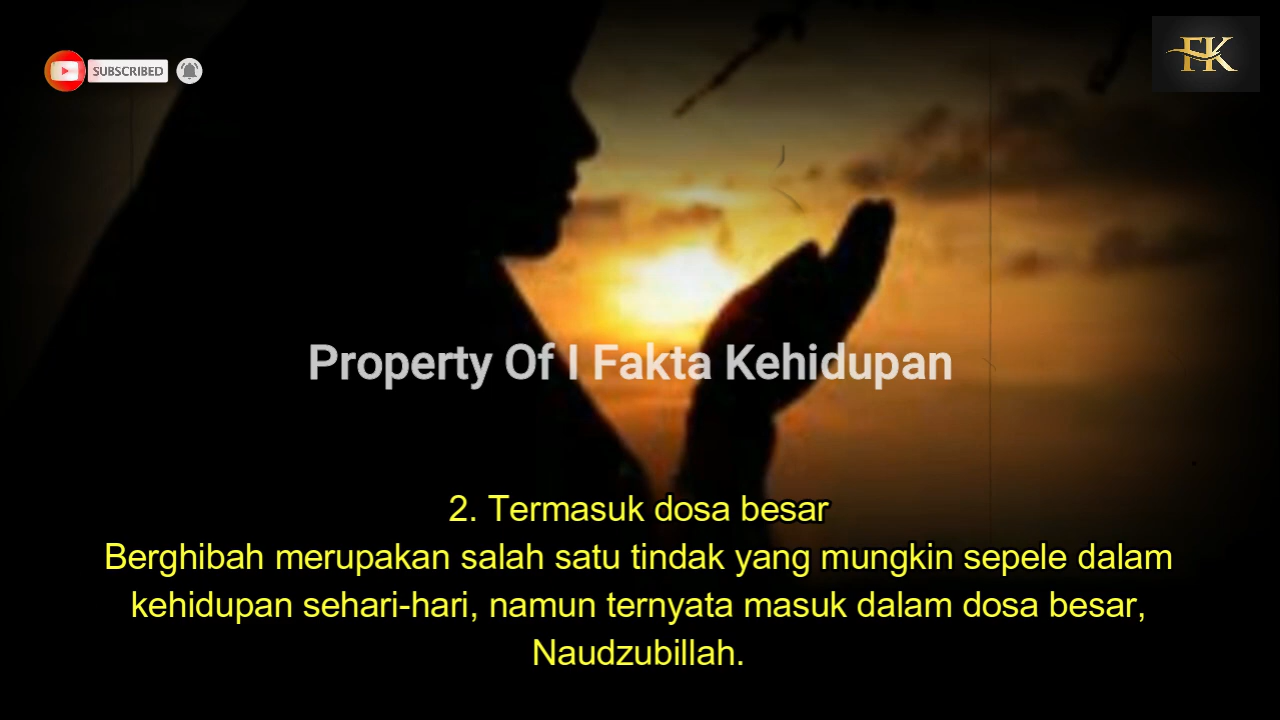 SUBSCRIBED
FK
Property Of I Fakta Kehidupan
2. Termasuk dosa besar
Berghibah merupakan salah satu tindak yang mungkin sepele dalam
kehidupan sehari-hari, namun ternyata masuk dalam dosa besar,
Naudzubillah.